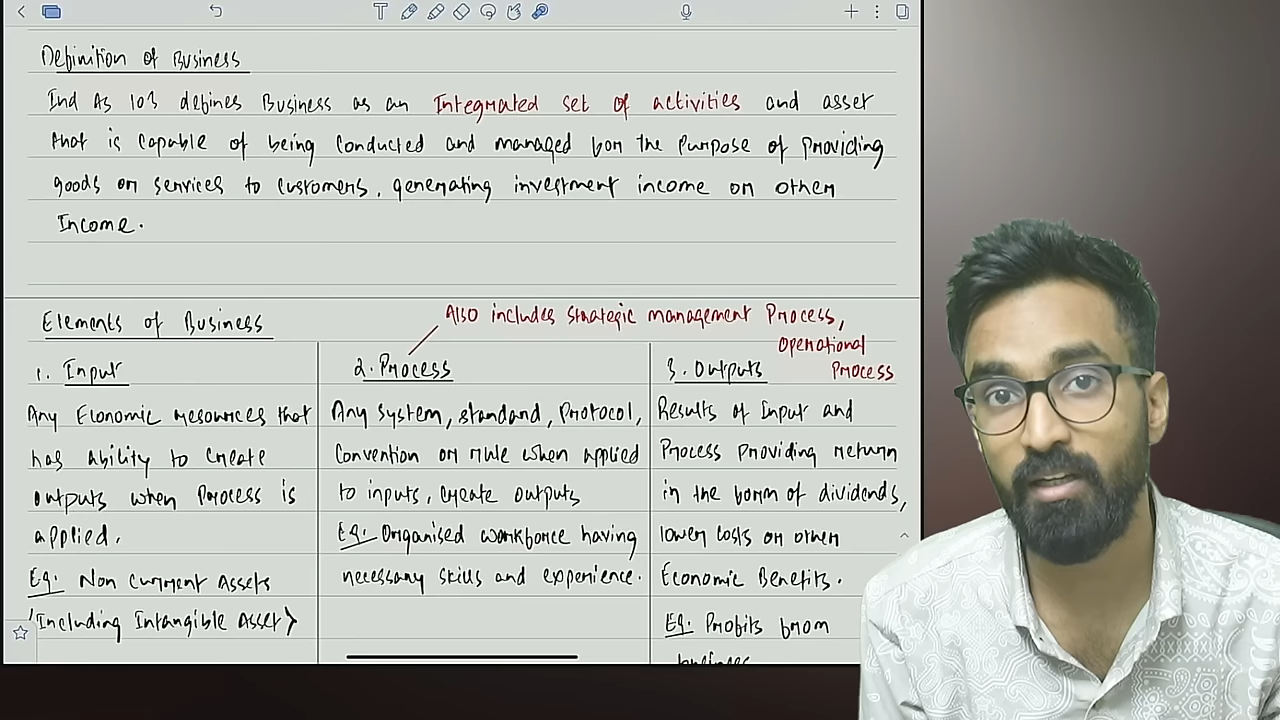 Definition of Business
Ind As 103 defines Business as an Integrated set of activities and asset
that is capable of being conducted and managed for the Purpose of Providing
goods or services to customers, generating investment income or other
Income.
Elements of Business
Also includes strategic management Process,
Operational
Process
1. Input
Any Economic resources that
has ability to create
outputs when Process is
applied.
Eg. Non Current Assets
(Including Intangible Asset)
2. Process
Any system, standard, Protocol,
Convention or rule when applied
to inputs, create outputs
Eg. Organised workforce having
necessary skills and experience.
3. Outputs
Results of Input and
Process Providing return
in the form of dividends,
lower costs or other
Economic Benefits.
Eg. Profits from